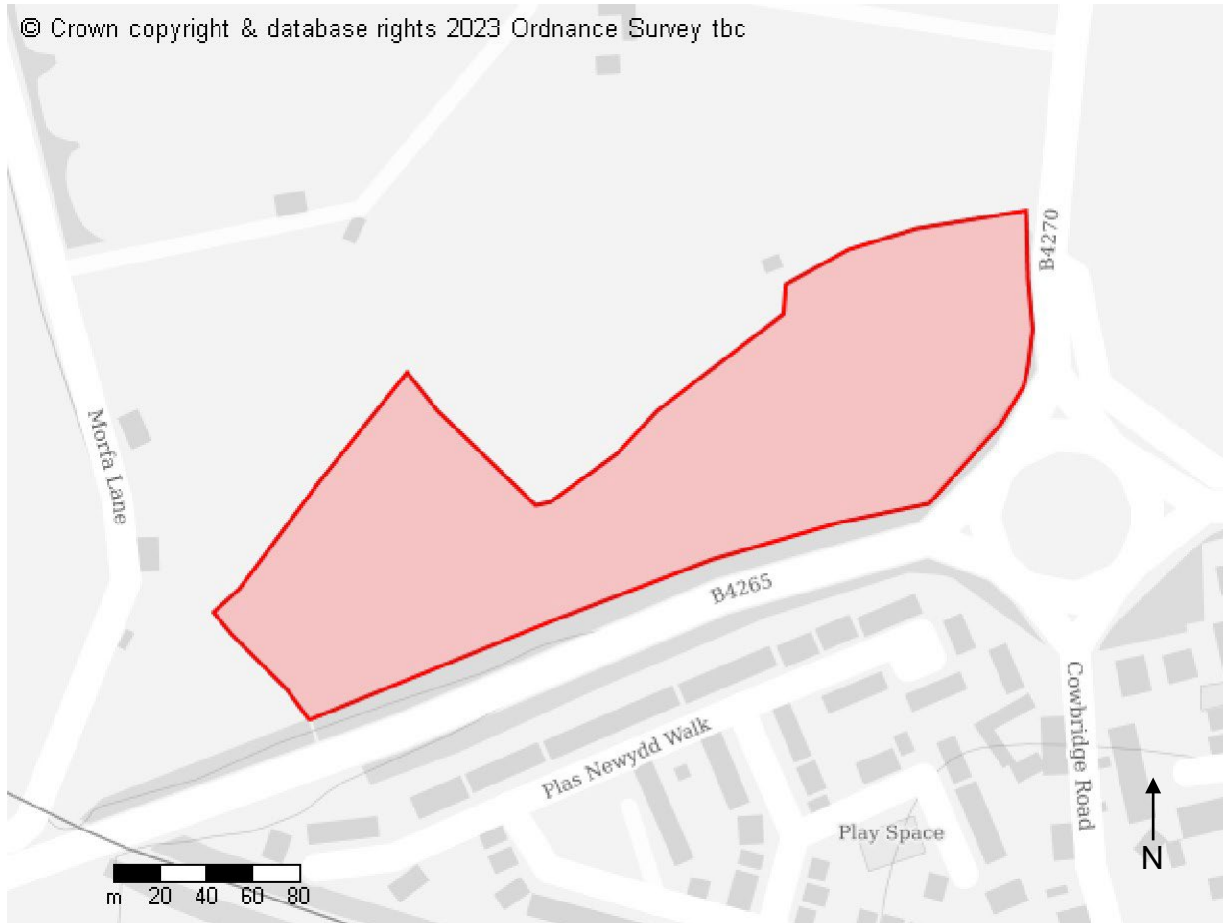 © Crown copyright & database rights 2023 Ordnance Survey tbc
B4270
Morfa Lane
B4265
Plas Newydd Walk
Cowbridge Road
Play Space
N
m 20 40 60 80